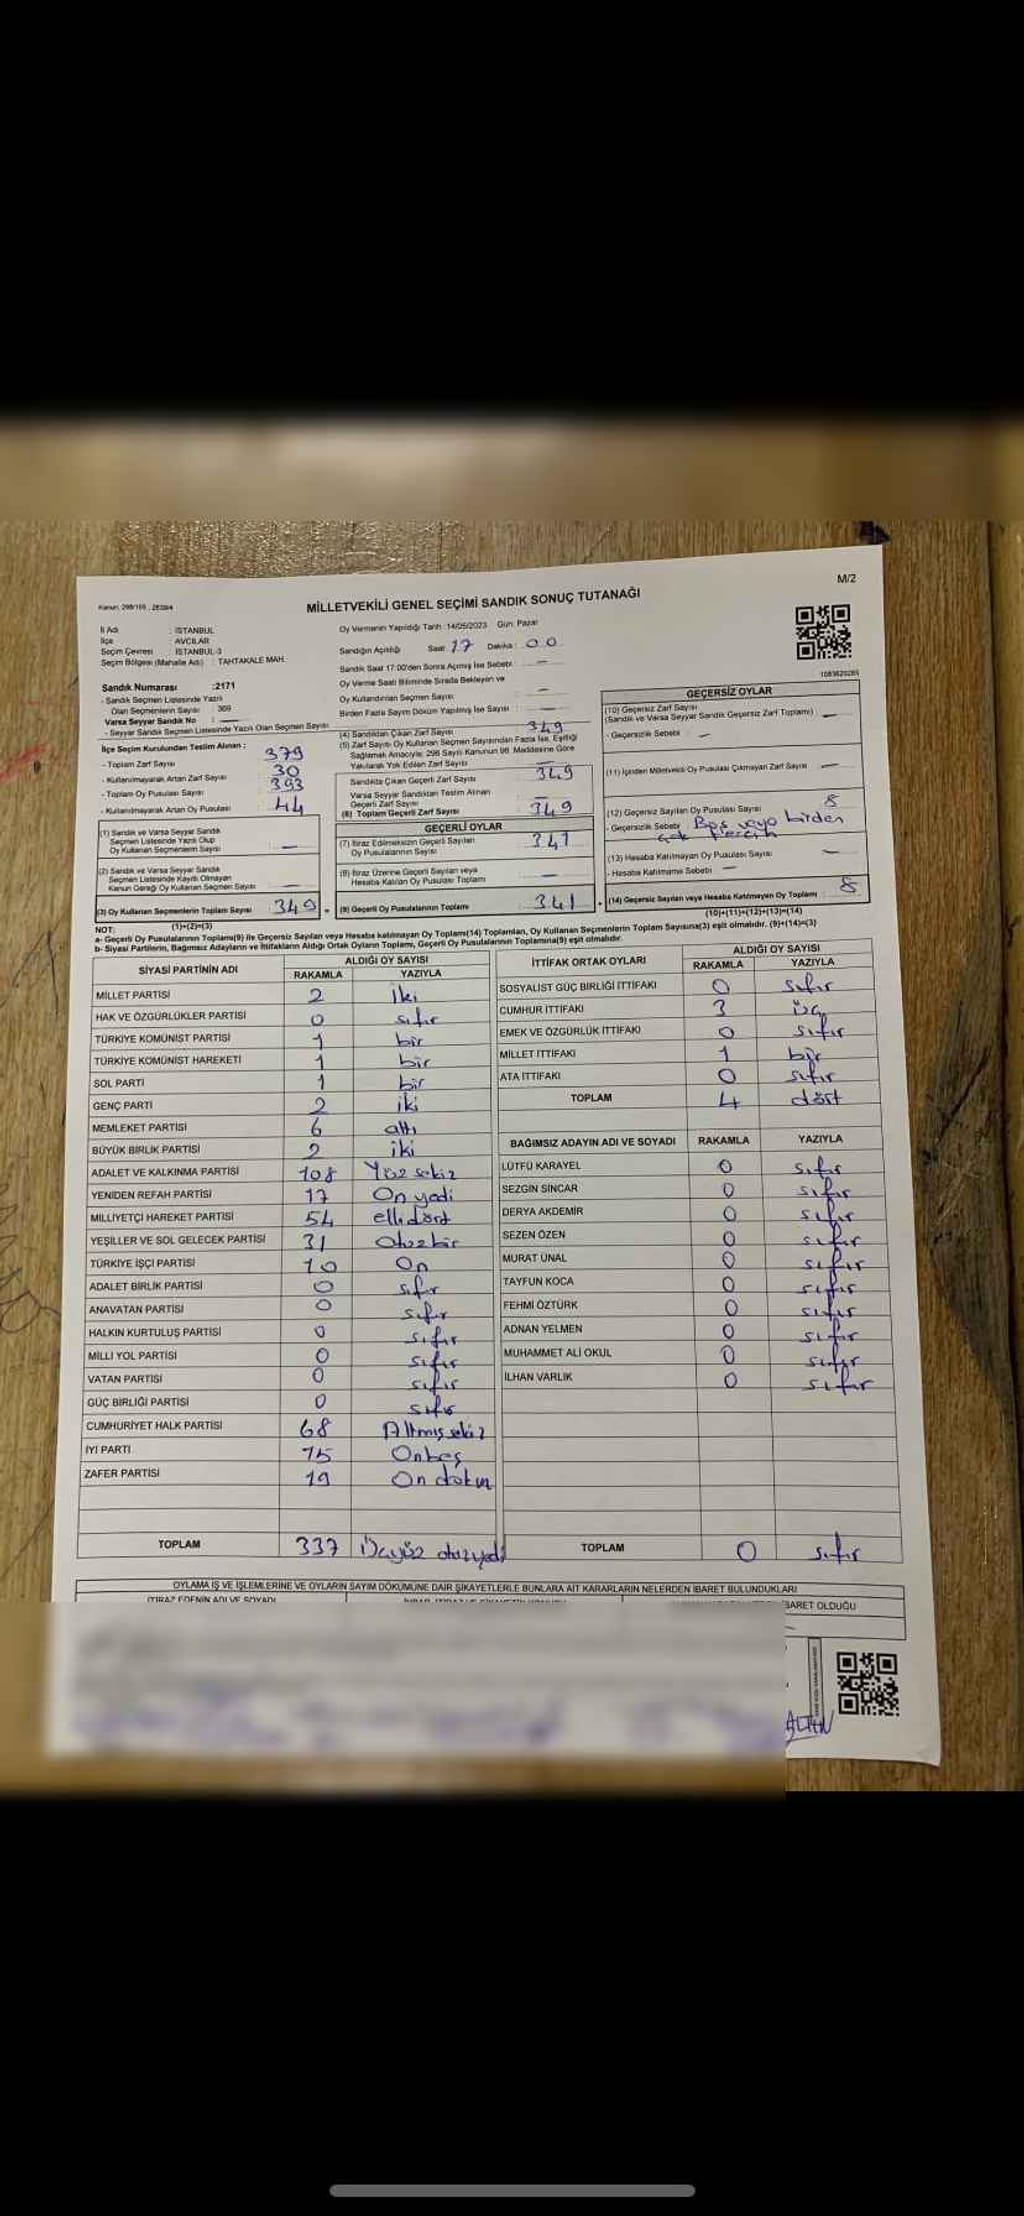 M/2
Kanun: 298/105 : 283394
MİLLETVEKİLİ GENEL SEÇİMİ SANDIK SONUÇ TUTANAĞI
İl Adı : İSTANBUL
İlçe : AVCILAR
Seçim Çevresi : İSTANBUL-3
Seçim Bölgesi (Mahalle Adı) : TAHTAKALE MAH.
Sandık Numarası :2171
- Sandık Seçmen Listesinde Yazılı
Olan Seçmenlerin Sayısı : 369
Varsa Seyyar Sandık No : —
- Seyyar Sandık Seçmen Listesinde Yazılı Olan Seçmen Sayısı :
İlçe Seçim Kurulundan Teslim Alınan :
- Toplam Zarf Sayısı 379
- Kullanılmayarak Artan Zarf Sayısı 30
- Toplam Oy Pusulası Sayısı 393
- Kullanılmayarak Artan Oy Pusulası 44
(1) Sandık ve Varsa Seyyar Sandık
Seçmen Listesinde Yazılı Olup
Oy Kullanan Seçmenlerin Sayısı : —
(2) Sandık ve Varsa Seyyar Sandık
Seçmen Listesinde Kayıtlı Olmayan
Kanun Gereği Oy Kullanan Seçmen Sayısı —
(3) Oy Kullanan Seçmenlerin Toplam Sayısı : 349
(1)+(2)=(3)
Oy Vermenin Yapıldığı Tarih :14/05/2023 Gün: Pazar
Sandığın Açıldığı Saat : 17 Dakika : 00
Sandık Saat 17:00'den Sonra Açılmış İse Sebebi : —
Oy Verme Saati Bitiminde Sırada Bekleyen ve
Oy Kullandırılan Seçmen Sayısı : —
Birden Fazla Sayım Döküm Yapılmış İse Sayısı : —
(4) Sandıktan Çıkan Zarf Sayısı 349
(5) Zarf Sayısı Oy Kullanan Seçmen Sayısından Fazla İse, Eşitliği
Sağlamak Amacıyla, 298 Sayılı Kanunun 98. Maddesine Göre
Yakılarak Yok Edilen Zarf Sayısı —
Sandıkta Çıkan Geçerli Zarf Sayısı 349
Varsa Seyyar Sandıktan Teslim Alınan
Geçerli Zarf Sayısı —
(6) Toplam Geçerli Zarf Sayısı 349
GEÇERLİ OYLAR
(7) İtiraz Edilmeksizin Geçerli Sayılan
Oy Pusulalarının Sayısı 341
(8) İtiraz Üzerine Geçerli Sayılan veya
Hesaba Katılan Oy Pusulası Toplamı —
(9) Geçerli Oy Pusulalarının Toplamı 341
1083620285
GEÇERSİZ OYLAR
(10) Geçersiz Zarf Sayısı
(Sandık ve Varsa Seyyar Sandık Geçersiz Zarf Toplamı) —
- Geçersizlik Sebebi : —
(11) İçinden Milletvekili Oy Pusulası Çıkmayan Zarf Sayısı —
(12) Geçersiz Sayılan Oy Pusulası Sayısı 8
- Geçersizlik Sebebi : Boş veya birden
çok tercih
(13) Hesaba Katılmayan Oy Pusulası Sayısı —
- Hesaba Katılmama Sebebi : —
(14) Geçersiz Sayılan veya Hesaba Katılmayan Oy Toplamı : 8
(10)+(11)+(12)+(13)=(14)
NOT:
a- Geçerli Oy Pusulalarının Toplamı(9) ile Geçersiz Sayılan veya Hesaba katılmayan Oy Toplamı(14) Toplamları, Oy Kullanan Seçmenlerin Toplam Sayısına(3) eşit olmalıdır. (9)+(14)=(3)
b- Siyasi Partilerin, Bağımsız Adayların ve İttifakların Aldığı Ortak Oyların Toplamı, Geçerli Oy Pusulalarının Toplamına(9) eşit olmalıdır.
SİYASİ PARTİNİN ADI ALDIĞI OY SAYISI
RAKAMLA YAZIYLA
MİLLET PARTİSİ 2 iki
HAK VE ÖZGÜRLÜKLER PARTİSİ 0 sıfır
TÜRKİYE KOMÜNİST PARTİSİ 1 bir
TÜRKİYE KOMÜNİST HAREKETİ 1 bir
SOL PARTİ 1 bir
GENÇ PARTİ 2 iki
MEMLEKET PARTİSİ 6 altı
BÜYÜK BİRLİK PARTİSİ 2 iki
ADALET VE KALKINMA PARTİSİ 108 Yüz sekiz
YENİDEN REFAH PARTİSİ 17 On yedi
MİLLİYETÇİ HAREKET PARTİSİ 54 elli dört
YEŞİLLER VE SOL GELECEK PARTİSİ 31 Otuzbir
TÜRKİYE İŞÇİ PARTİSİ 10 On
ADALET BİRLİK PARTİSİ 0 sıfır
ANAVATAN PARTİSİ 0 sıfır
HALKIN KURTULUŞ PARTİSİ 0 sıfır
MİLLİ YOL PARTİSİ 0 sıfır
VATAN PARTİSİ 0 sıfır
GÜÇ BİRLİĞİ PARTİSİ 0 sıfır
CUMHURİYET HALK PARTİSİ 68 Altmış sekiz
İYİ PARTİ 15 Onbeş
ZAFER PARTİSİ 19 On dokuz
TOPLAM 337 Üçyüz otuzyedi
İTTİFAK ORTAK OYLARI ALDIĞI OY SAYISI
RAKAMLA YAZIYLA
SOSYALİST GÜÇ BİRLİĞİ İTTİFAKI 0 sıfır
CUMHUR İTTİFAKI 3 üç
EMEK VE ÖZGÜRLÜK İTTİFAKI 0 sıfır
MİLLET İTTİFAKI 1 bir
ATA İTTİFAKI 0 sıfır
TOPLAM 4 dört
BAĞIMSIZ ADAYIN ADI VE SOYADI RAKAMLA YAZIYLA
LÜTFÜ KARAYEL 0 sıfır
SEZGİN SİNCAR 0 sıfır
DERYA AKDEMİR 0 sıfır
SEZEN ÖZEN 0 sıfır
MURAT ÜNAL 0 sıfır
TAYFUN KOCA 0 sıfır
FEHMİ ÖZTÜRK 0 sıfır
ADNAN YELMEN 0 sıfır
MUHAMMET ALİ OKUL 0 sıfır
İLHAN VARLIK 0 sıfır
TOPLAM 0 sıfır
OYLAMA İŞ VE İŞLEMLERİNE VE OYLARIN SAYIM DÖKÜMÜNE DAİR ŞİKAYETLERLE BUNLARA AİT KARARLARIN NELERDEN İBARET BULUNDUKLARI
İTİRAZ EDENİN ADI VE SOYADI
İBARET OLDUĞU
ALTUN